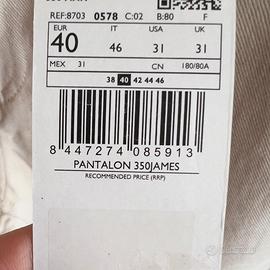 REF:8703 0578 C:02 B:80 F
EUR IT USA UK
40 46 31 31
MEX 31 CN 180/80A
38 40 42 44 46
8 447274 085913
PANTALON 350JAMES
RECOMMENDED PRICE (RRP)